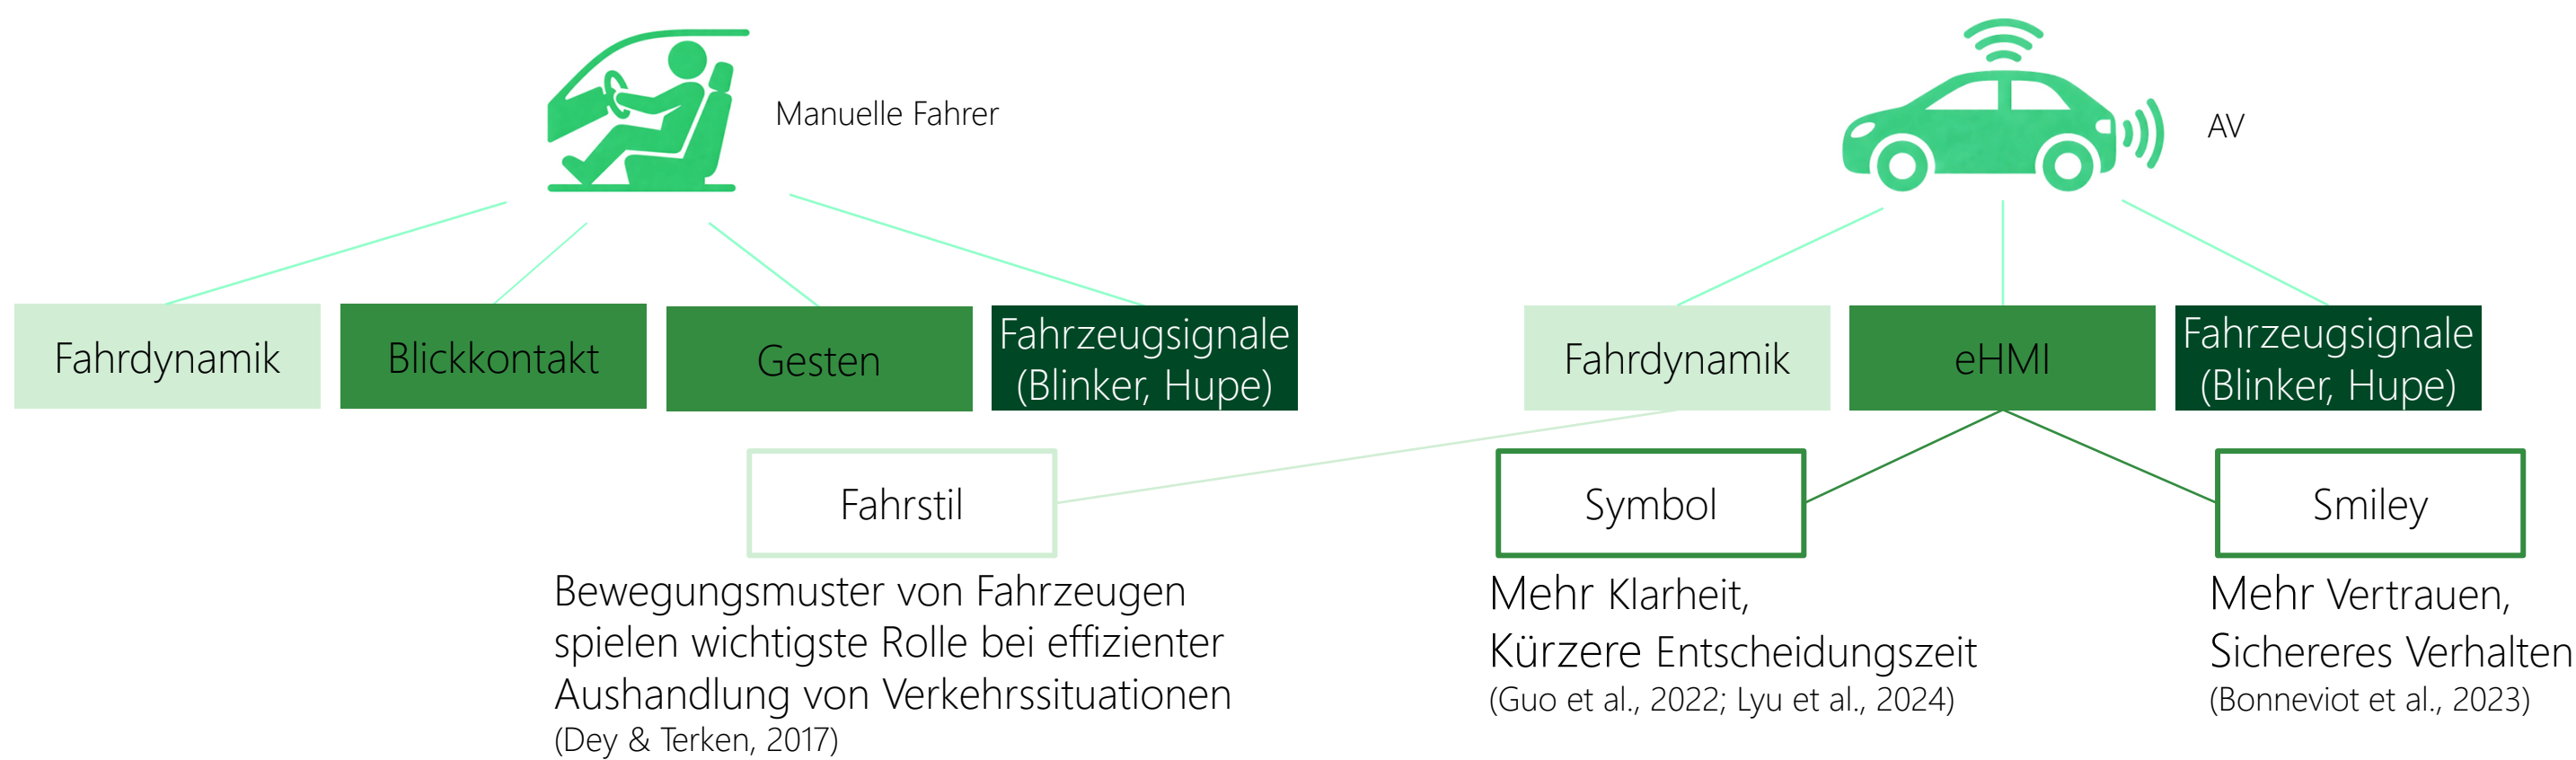 Manuelle Fahrer
AV
Fahrdynamik
Blickkontakt
Gesten
Fahrzeugsignale
(Blinker, Hupe)
Fahrdynamik
eHMI
Fahrzeugsignale
(Blinker, Hupe)
Fahrstil
Symbol
Smiley
Bewegungsmuster von Fahrzeugen
spielen wichtigste Rolle bei effizienter
Aushandlung von Verkehrssituationen
(Dey & Terken, 2017)
Mehr Klarheit,
Kürzere Entscheidungszeit
(Guo et al., 2022; Lyu et al., 2024)
Mehr Vertrauen,
Sichereres Verhalten
(Bonneviot et al., 2023)